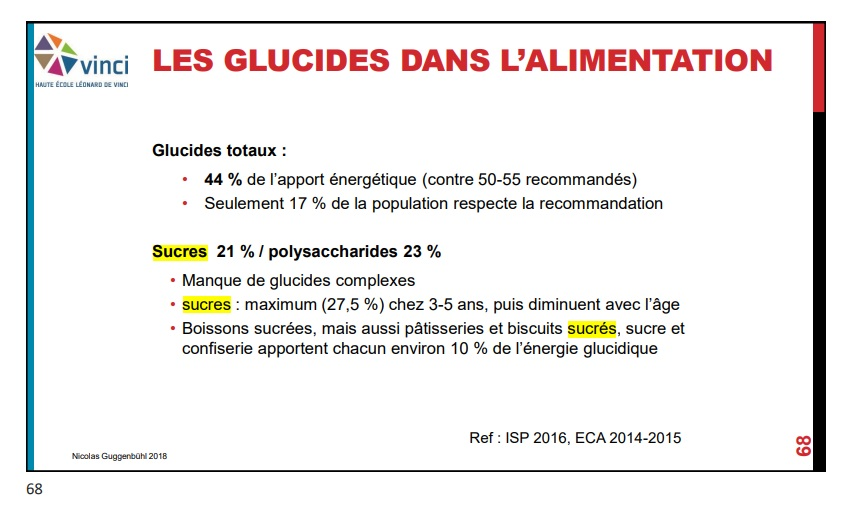 vinci
HAUTE ÉCOLE LÉONARD DE VINCI
LES GLUCIDES DANS L’ALIMENTATION
Glucides totaux :
• 44 % de l’apport énergétique (contre 50-55 recommandés)
• Seulement 17 % de la population respecte la recommandation
Sucres 21 % / polysaccharides 23 %
• Manque de glucides complexes
• sucres : maximum (27,5 %) chez 3-5 ans, puis diminuent avec l’âge
• Boissons sucrées, mais aussi pâtisseries et biscuits sucrés, sucre et
confiserie apportent chacun environ 10 % de l’énergie glucidique
Ref : ISP 2016, ECA 2014-2015
Nicolas Guggenbühl 2018
68
68